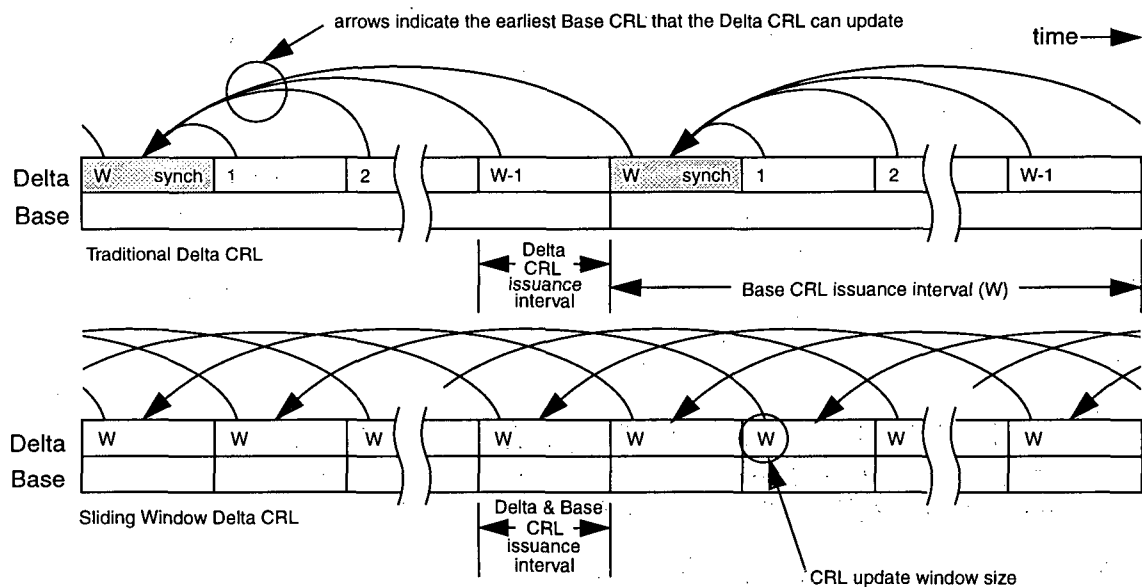 arrows indicate the earliest Base CRL that the Delta CRL can update
time
Delta W synch 1 2 W-1 W synch 1 2 W-1
Base
Traditional Delta CRL
Delta
CRL
issuance
interval
Base CRL issuance interval (W)
Delta W W W W W W W W
Base
Sliding Window Delta CRL
Delta & Base
CRL
issuance
interval
CRL update window size